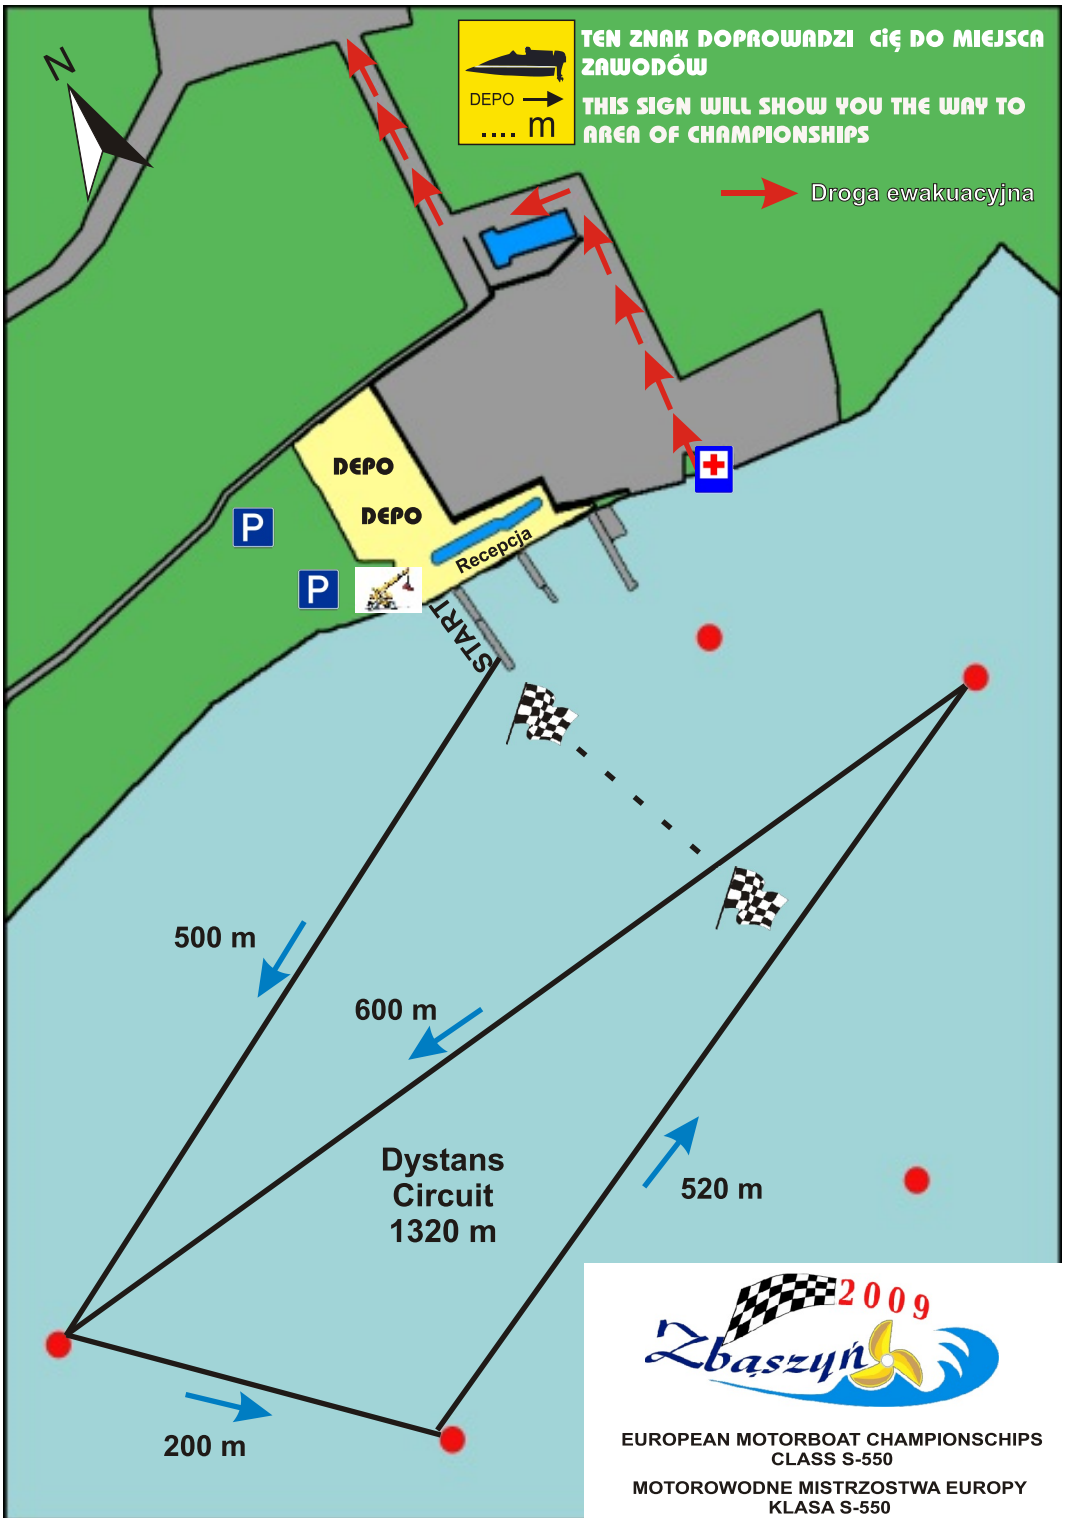 N
DEPO
.... m
TEN ZNAK DOPROWADZI CiĘ DO MIEJSCA
ZAWODÓW
THIS SIGN WILL SHOW YOU THE WAY TO
AREA OF CHAMPIONSHIPS
Droga ewakuacyjna
DEPO
DEPO
P
Recepcja
P
START
500 m
600 m
Dystans
Circuit
1320 m
520 m
200 m
2009
Zbąszyń
EUROPEAN MOTORBOAT CHAMPIONSCHIPS
CLASS S-550
MOTOROWODNE MISTRZOSTWA EUROPY
KLASA S-550